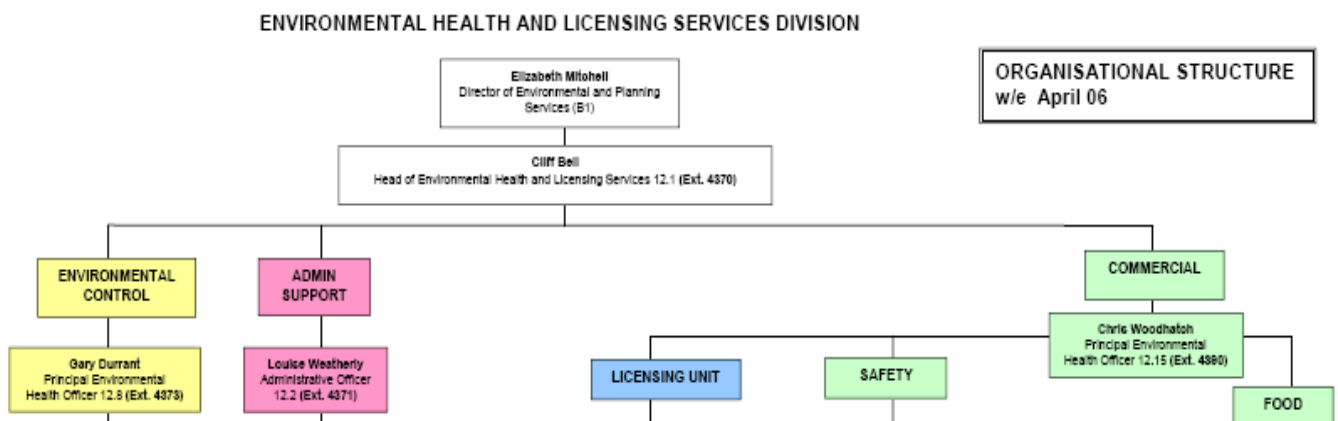 ENVIRONMENTAL HEALTH AND LICENSING SERVICES DIVISION
ORGANISATIONAL STRUCTURE
w/e April 06
Elizabeth Mitchell
Director of Environmental and Planning
Services (B1)
Cliff Bell
Head of Environmental Health and Licensing Services 12.1 (Ext. 4370)
ENVIRONMENTAL
CONTROL
ADMIN
SUPPORT
COMMERCIAL
Gary Durrant
Principal Environmental
Health Officer 12.8 (Ext. 4373)
Louise Weatherly
Administrative Officer
12.2 (Ext. 4371)
LICENSING UNIT
SAFETY
Chris Woodhatch
Principal Environmental
Health Officer 12.15 (Ext. 4390)
FOOD